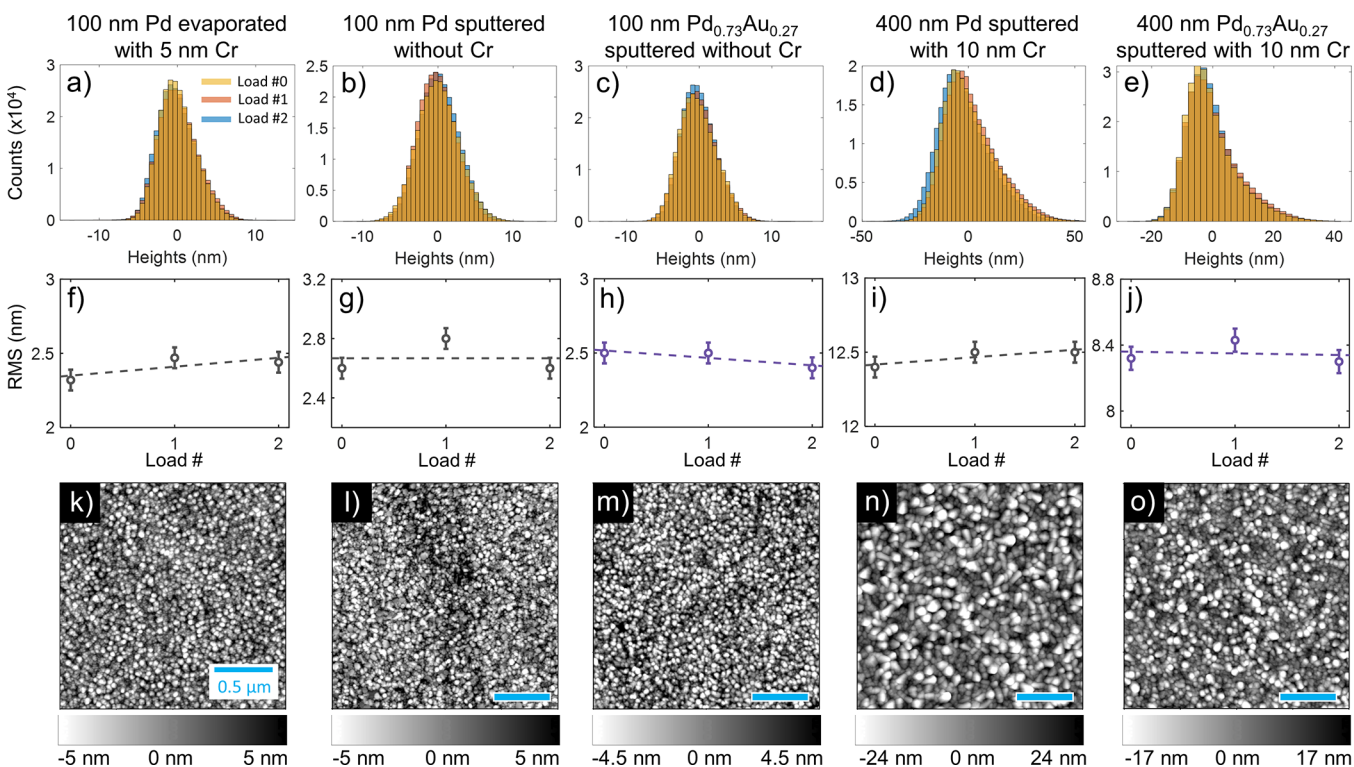 100 nm Pd evaporated
with 5 nm Cr
100 nm Pd sputtered
without Cr
100 nm Pd0.73Au0.27
sputtered without Cr
400 nm Pd sputtered
with 10 nm Cr
400 nm Pd0.73Au0.27
sputtered with 10 nm Cr
Counts (x10^4)
a)
Load #0
Load #1
Load #2
3
2
1
0
-10 0 10
Heights (nm)
b)
2.5
2
1.5
1
0.5
0
-10 0 10
Heights (nm)
c)
3
2
1
0
-10 0 10
Heights (nm)
d)
2
1.5
1
0.5
0
-50 0 50
Heights (nm)
e)
3
2
1
0
-20 0 20 40
Heights (nm)
RMS (nm)
f)
3
2.5
2
0 1 2
Load #
g)
3.2
2.8
2.4
0 1 2
Load #
h)
3
2.5
2
0 1 2
Load #
i)
13
12.5
12
0 1 2
Load #
j)
8.8
8.4
8
0 1 2
Load #
k)
0.5 μm
-5 nm 0 nm 5 nm
l)
-5 nm 0 nm 5 nm
m)
-4.5 nm 0 nm 4.5 nm
n)
-24 nm 0 nm 24 nm
o)
-17 nm 0 nm 17 nm